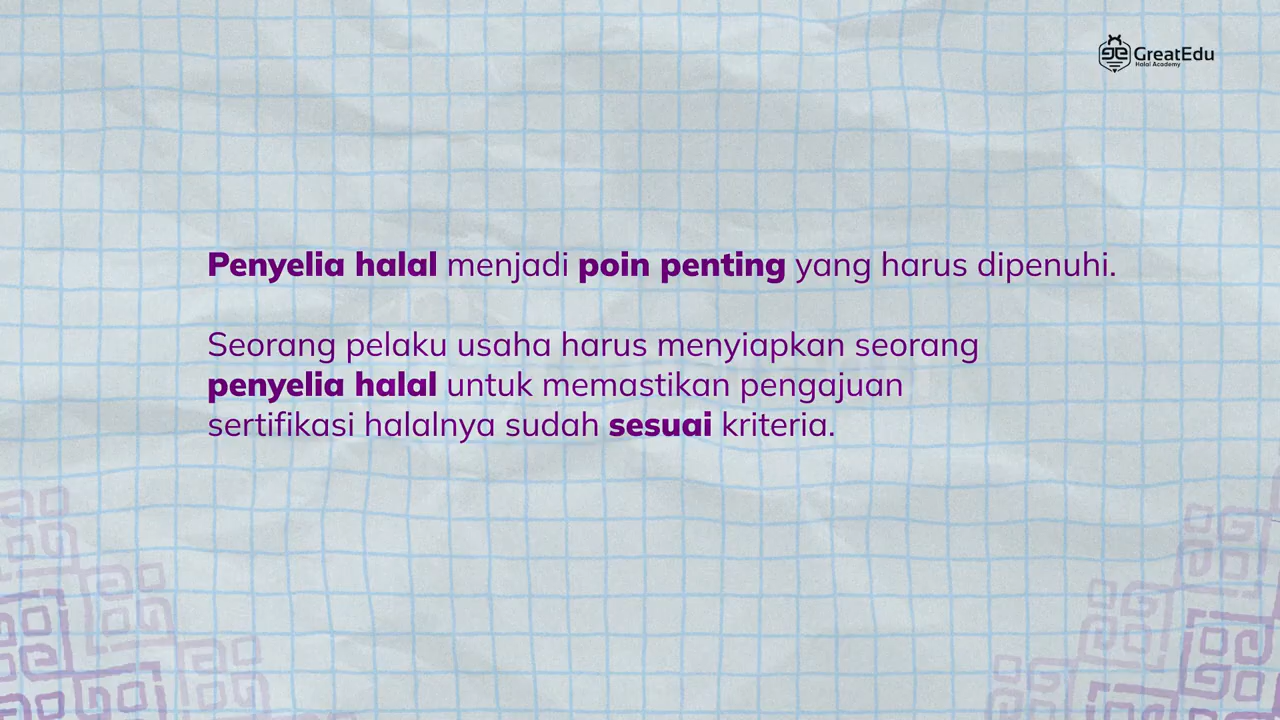 GreatEdu
Halal Academy
Penyelia halal menjadi poin penting yang harus dipenuhi.
Seorang pelaku usaha harus menyiapkan seorang
penyelia halal untuk memastikan pengajuan
sertifikasi halalnya sudah sesuai kriteria.